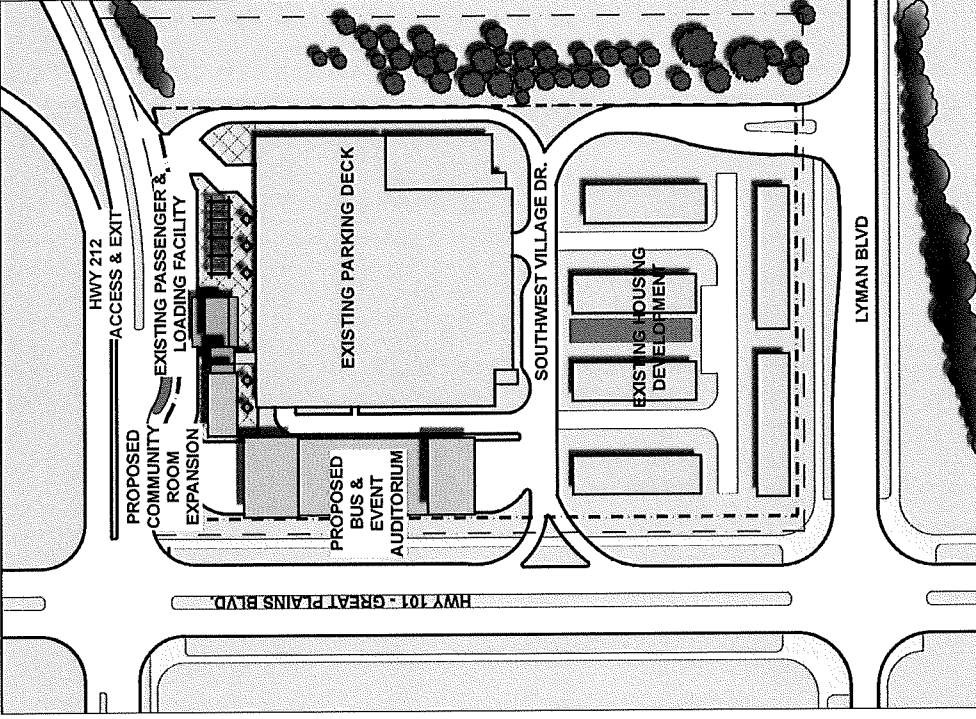 HWY 212
ACCESS & EXIT
EXISTING PASSENGER &
LOADING FACILITY
PROPOSED
COMMUNITY
ROOM
EXPANSION
EXISTING PARKING DECK
PROPOSED
BUS &
EVENT
AUDITORIUM
SOUTHWEST VILLAGE DR.
EXISTING HOUSING
DEVELOPMENT
LYMAN BLVD
HWY 101 - GREAT PLAINS BLVD.